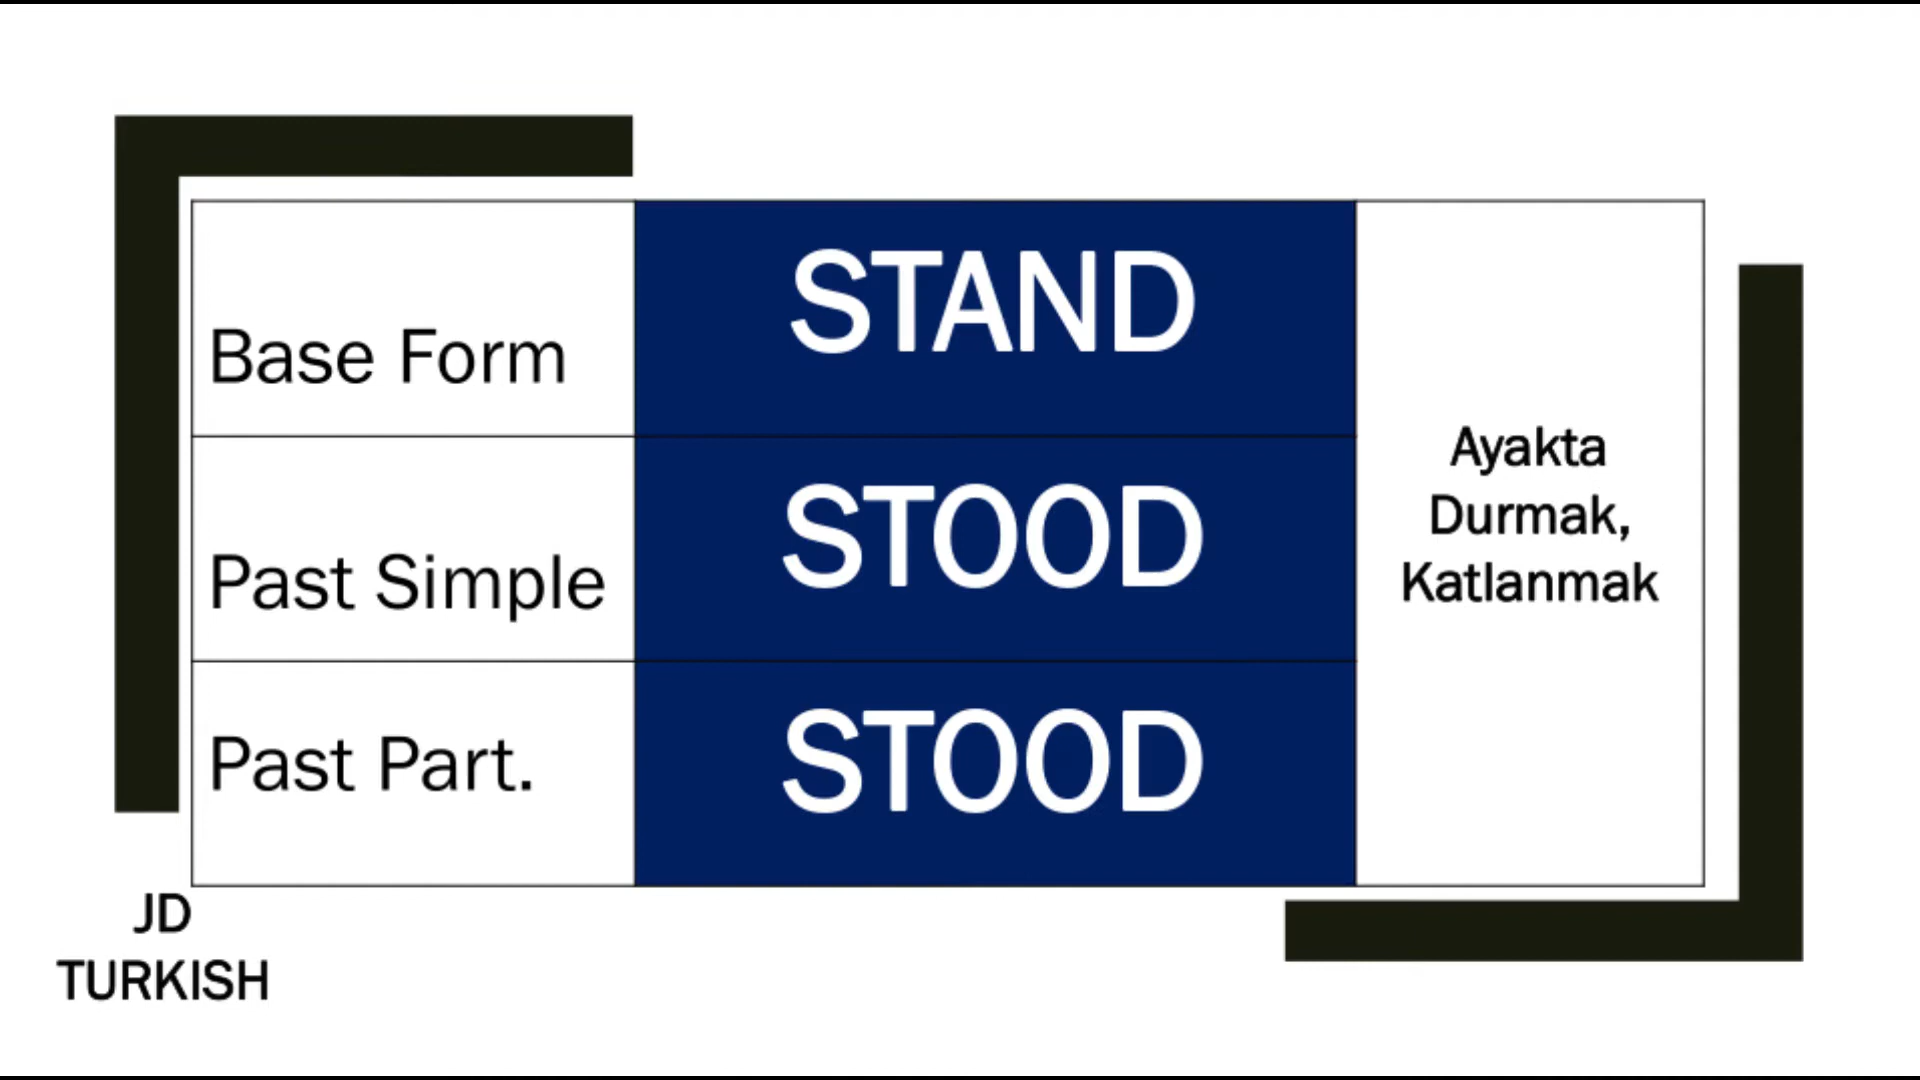 Base Form
STAND
Past Simple
STOOD
Past Part.
STOOD
Ayakta
Durmak,
Katlanmak
JD
TURKISH